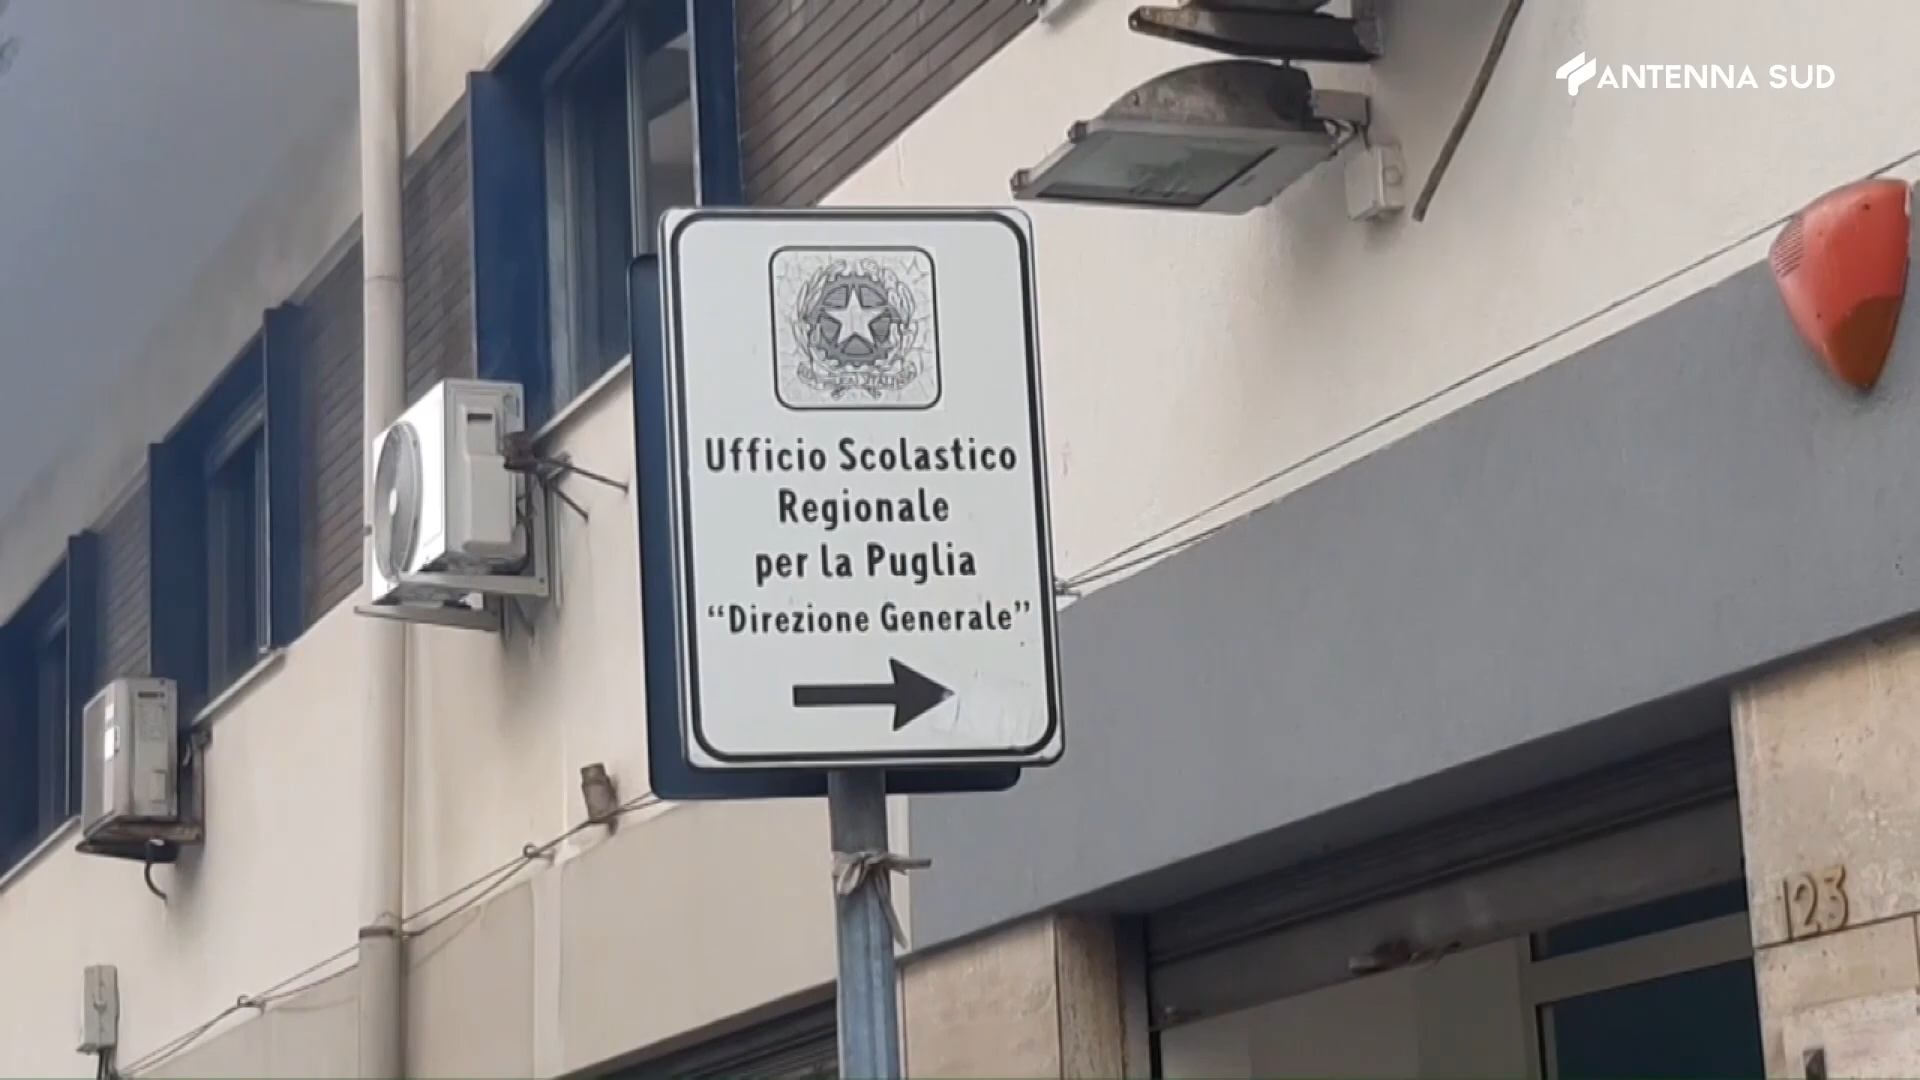 ANTENNA SUD
Ufficio Scolastico
Regionale
per la Puglia
“Direzione Generale”
123